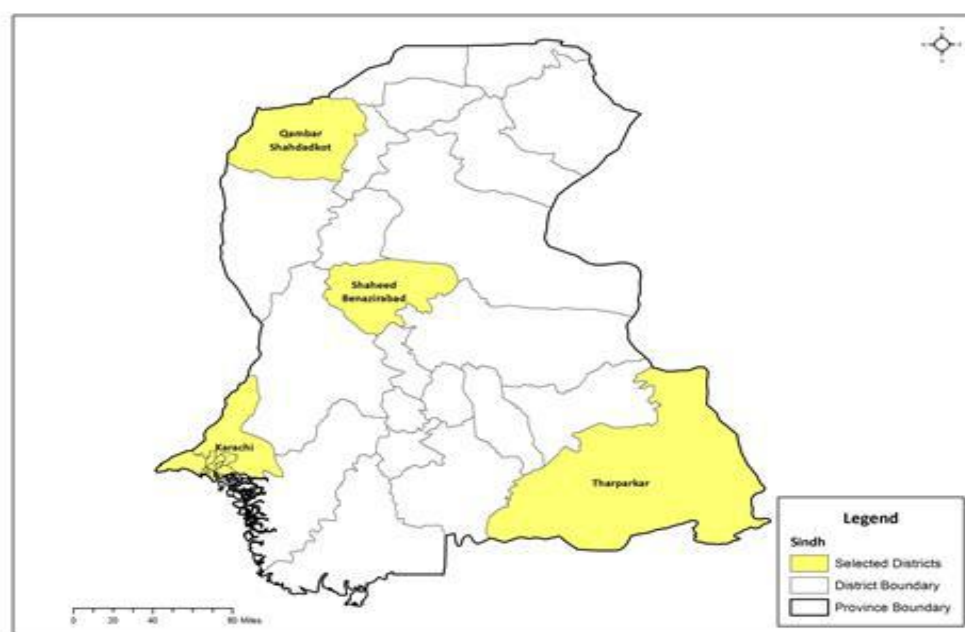 Qambar
Shahdadkot
Shaheed
Benazirabad
Karachi
Tharparkar
Legend
Sindh
Selected Districts
District Boundary
Province Boundary
0 20 40 80 Miles